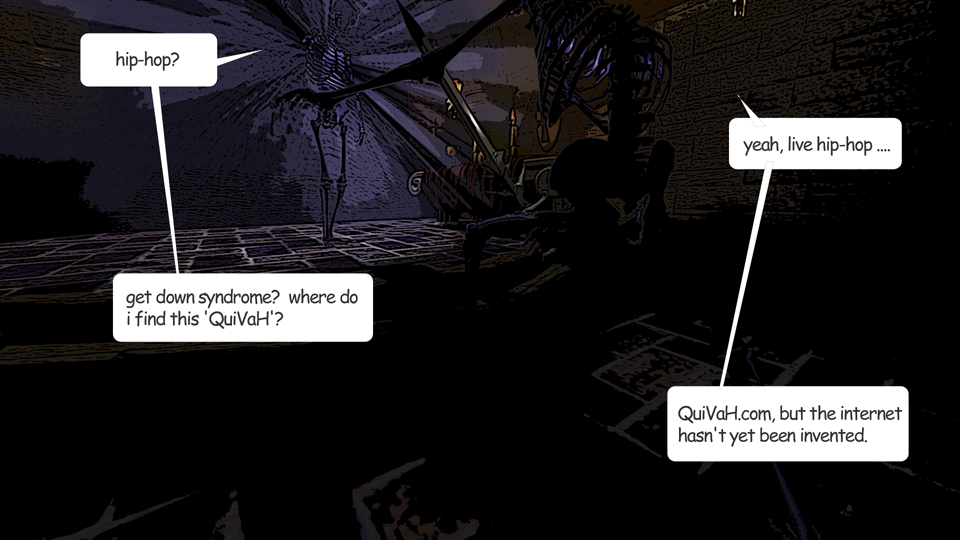 hip-hop?
yeah, live hip-hop ....
get down syndrome?  where do
i find this 'QuiVaH'?
QuiVaH.com, but the internet
hasn't yet been invented.